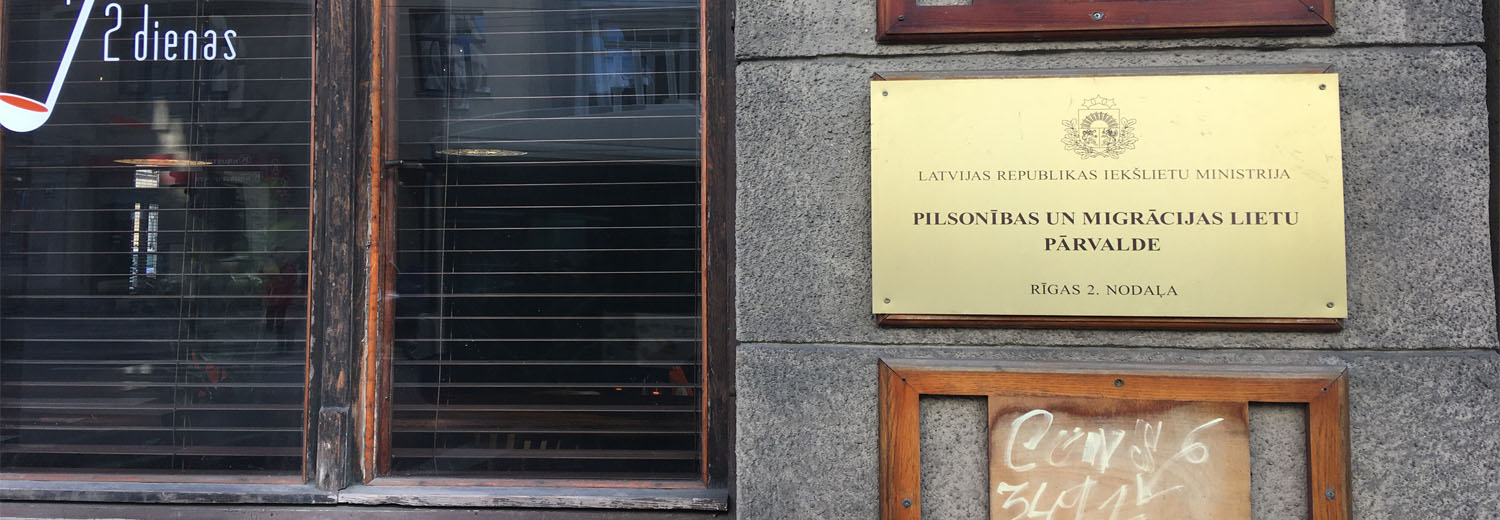 2 dienas
LATVIJAS REPUBLIKAS IEKŠLIETU MINISTRIJA
PILSONĪBAS UN MIGRĀCIJAS LIETU
PĀRVALDE
RĪGAS 2. NODAĻA